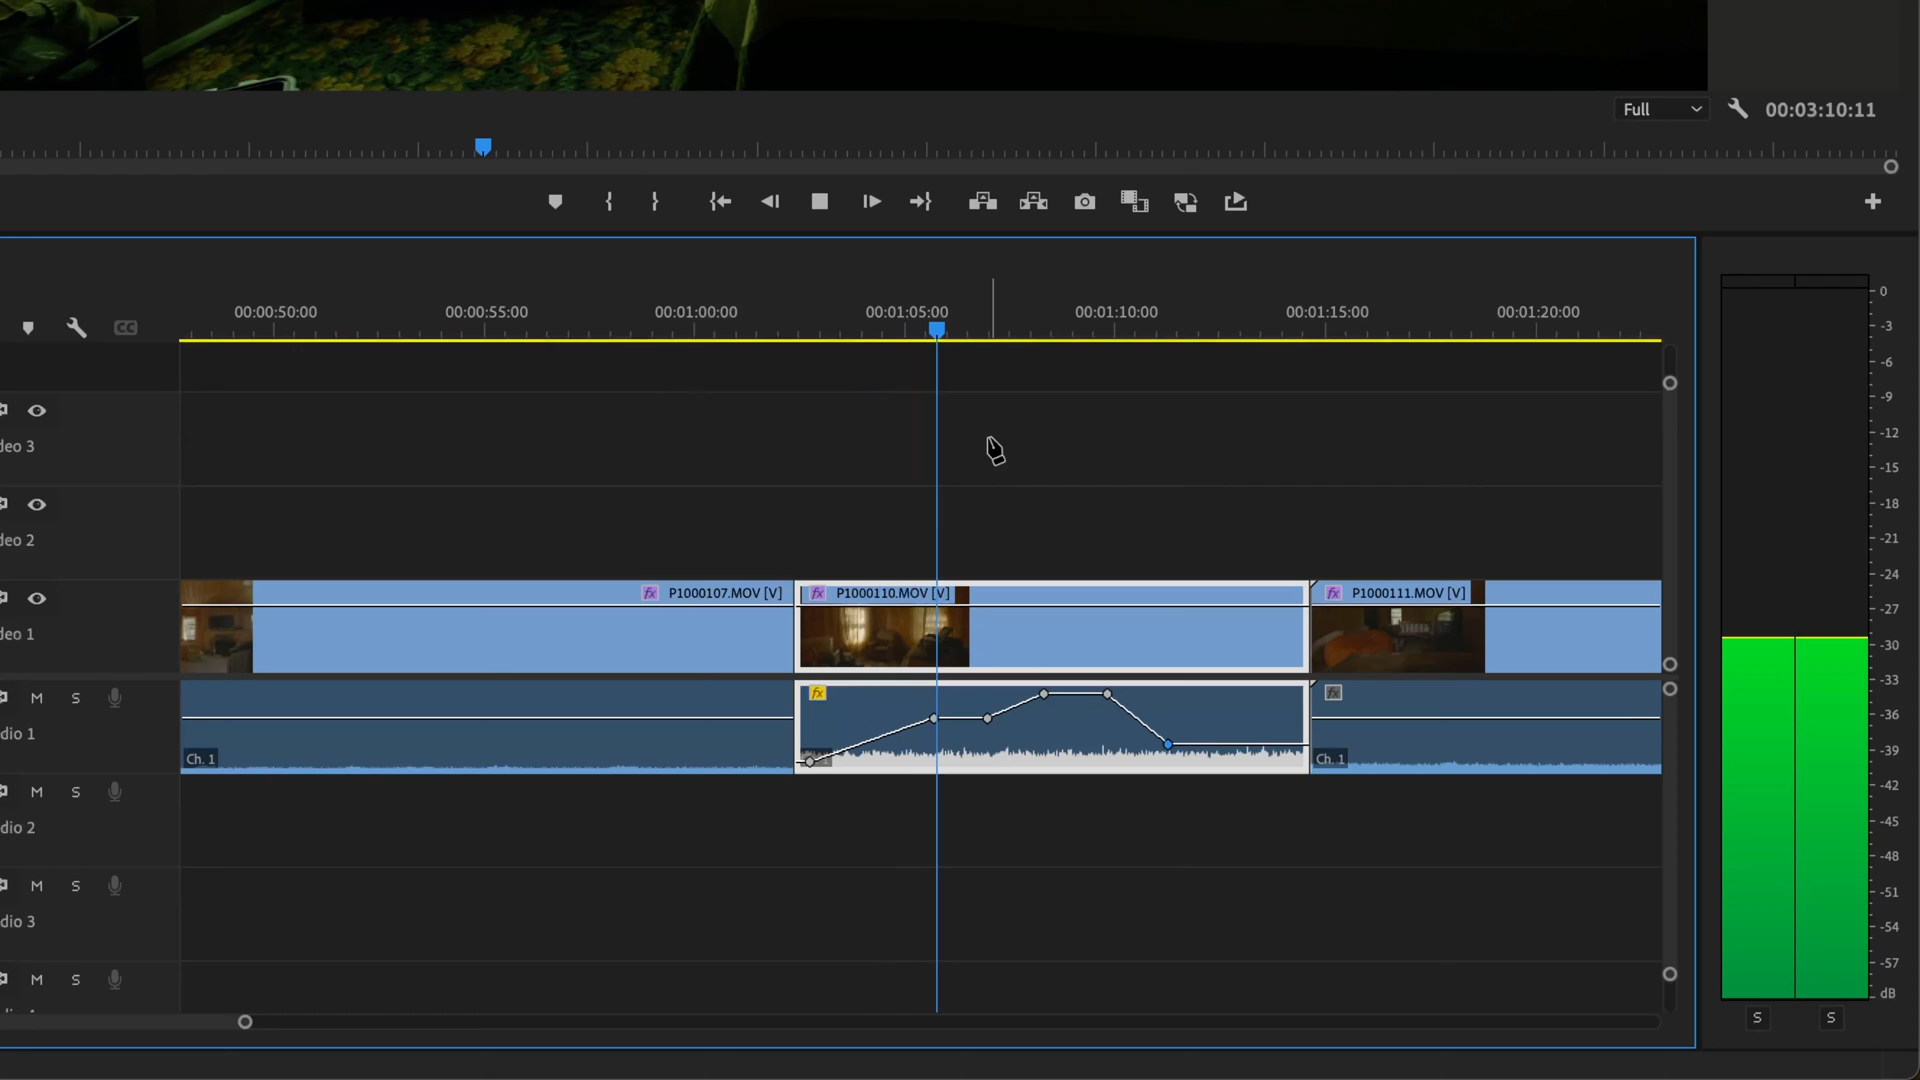 Full 00:03:10:11
00:00:50:00 00:00:55:00 00:01:00:00 00:01:05:00 00:01:10:00 00:01:15:00 00:01:20:00
CC
deo 3
deo 2
fx P1000107.MOV [V] fx P1000110.MOV [V] fx P1000111.MOV [V]
deo 1
M S fx fx
dio 1
Ch. 1 Ch. 1
M S
dio 2
M S
dio 3
M S
0
-3
-6
-9
-12
-15
-18
-21
-24
-27
-30
-33
-36
-39
-42
-45
-48
-51
-54
-57
dB
S S